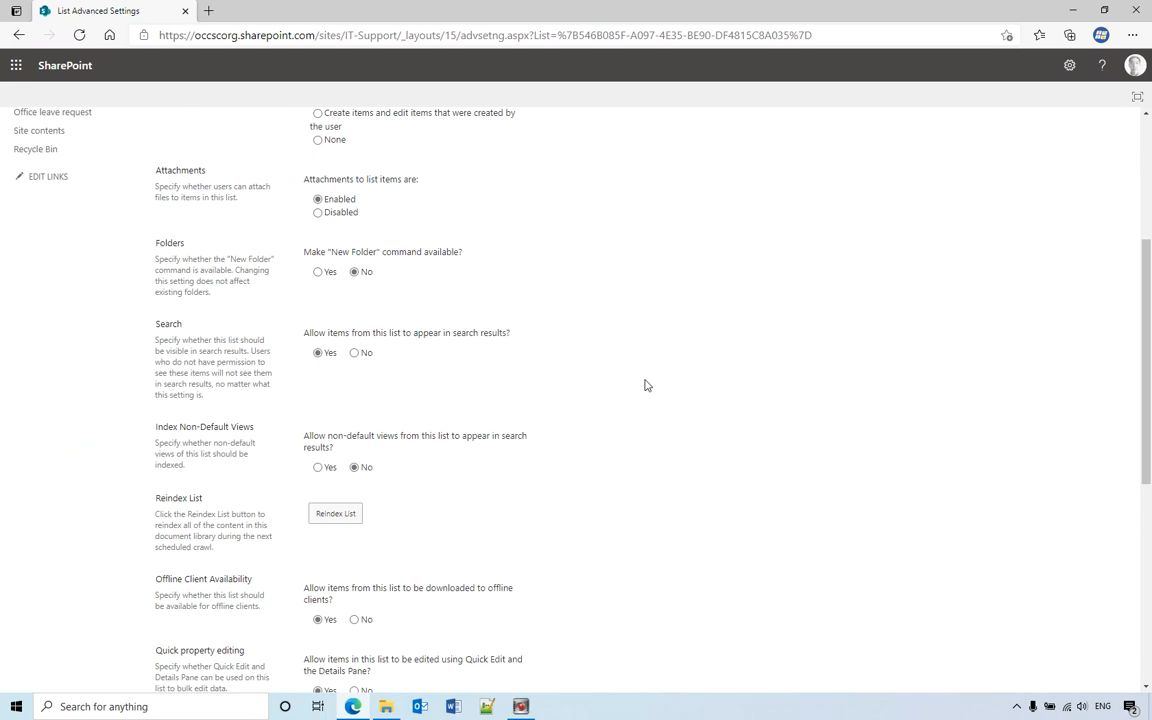 List Advanced Settings
https://occscorg.sharepoint.com/sites/IT-Support/_layouts/15/advsetng.aspx?List=%7B546B085F-A097-4E35-BE90-DF4815C8A035%7D
SharePoint
Office leave request
Site contents
Recycle Bin
EDIT LINKS
Create items and edit items that were created by
the user
None
Attachments
Specify whether users can attach
files to items in this list.
Attachments to list items are:
Enabled
Disabled
Folders
Specify whether the "New Folder"
command is available. Changing
this setting does not affect
existing folders.
Make "New Folder" command available?
Yes No
Search
Specify whether this list should
be visible in search results. Users
who do not have permission to
see these items will not see them
in search results, no matter what
this setting is.
Allow items from this list to appear in search results?
Yes No
Index Non-Default Views
Specify whether non-default
views of this list should be
indexed.
Allow non-default views from this list to appear in search
results?
Yes No
Reindex List
Click the Reindex List button to
reindex all of the content in this
document library during the next
scheduled crawl.
Reindex List
Offline Client Availability
Specify whether this list should
be available for offline clients.
Allow items from this list to be downloaded to offline
clients?
Yes No
Quick property editing
Specify whether Quick Edit and
Details Pane can be used on this
list to bulk edit data.
Allow items in this list to be edited using Quick Edit and
the Details Pane?
Yes No
Search for anything
ENG
2